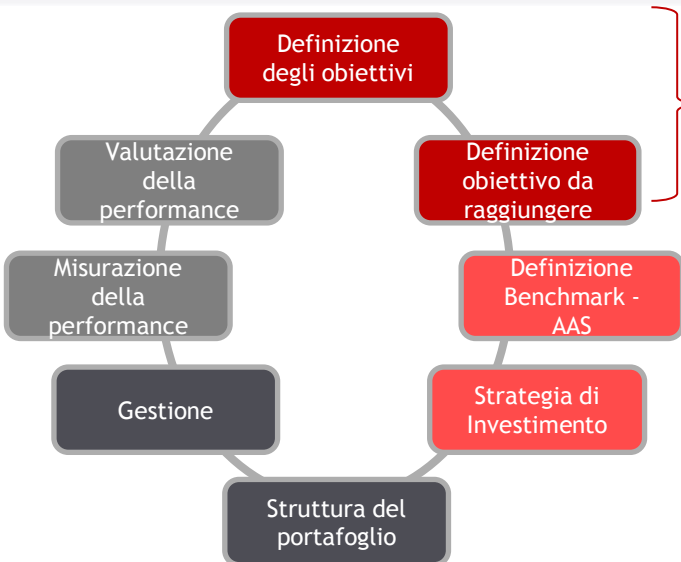 Definizione
degli obiettivi
Definizione
obiettivo da
raggiungere
Definizione
Benchmark -
AAS
Strategia di
Investimento
Struttura del
portafoglio
Gestione
Misurazione
della
performance
Valutazione
della
performance